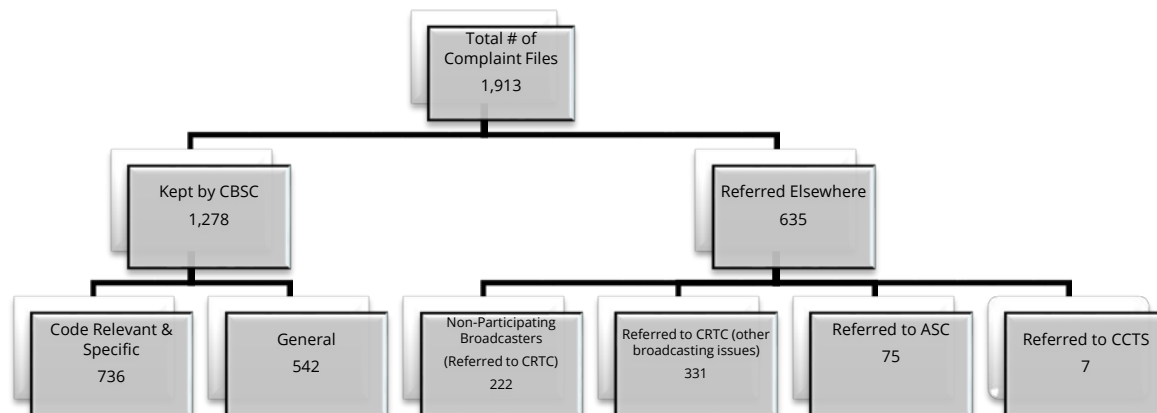 Total # of
Complaint Files
1,913
Kept by CBSC
1,278
Referred Elsewhere
635
Code Relevant &
Specific
736
General
542
Non-Participating
Broadcasters
(Referred to CRTC)
222
Referred to CRTC (other
broadcasting issues)
331
Referred to ASC
75
Referred to CCTS
7